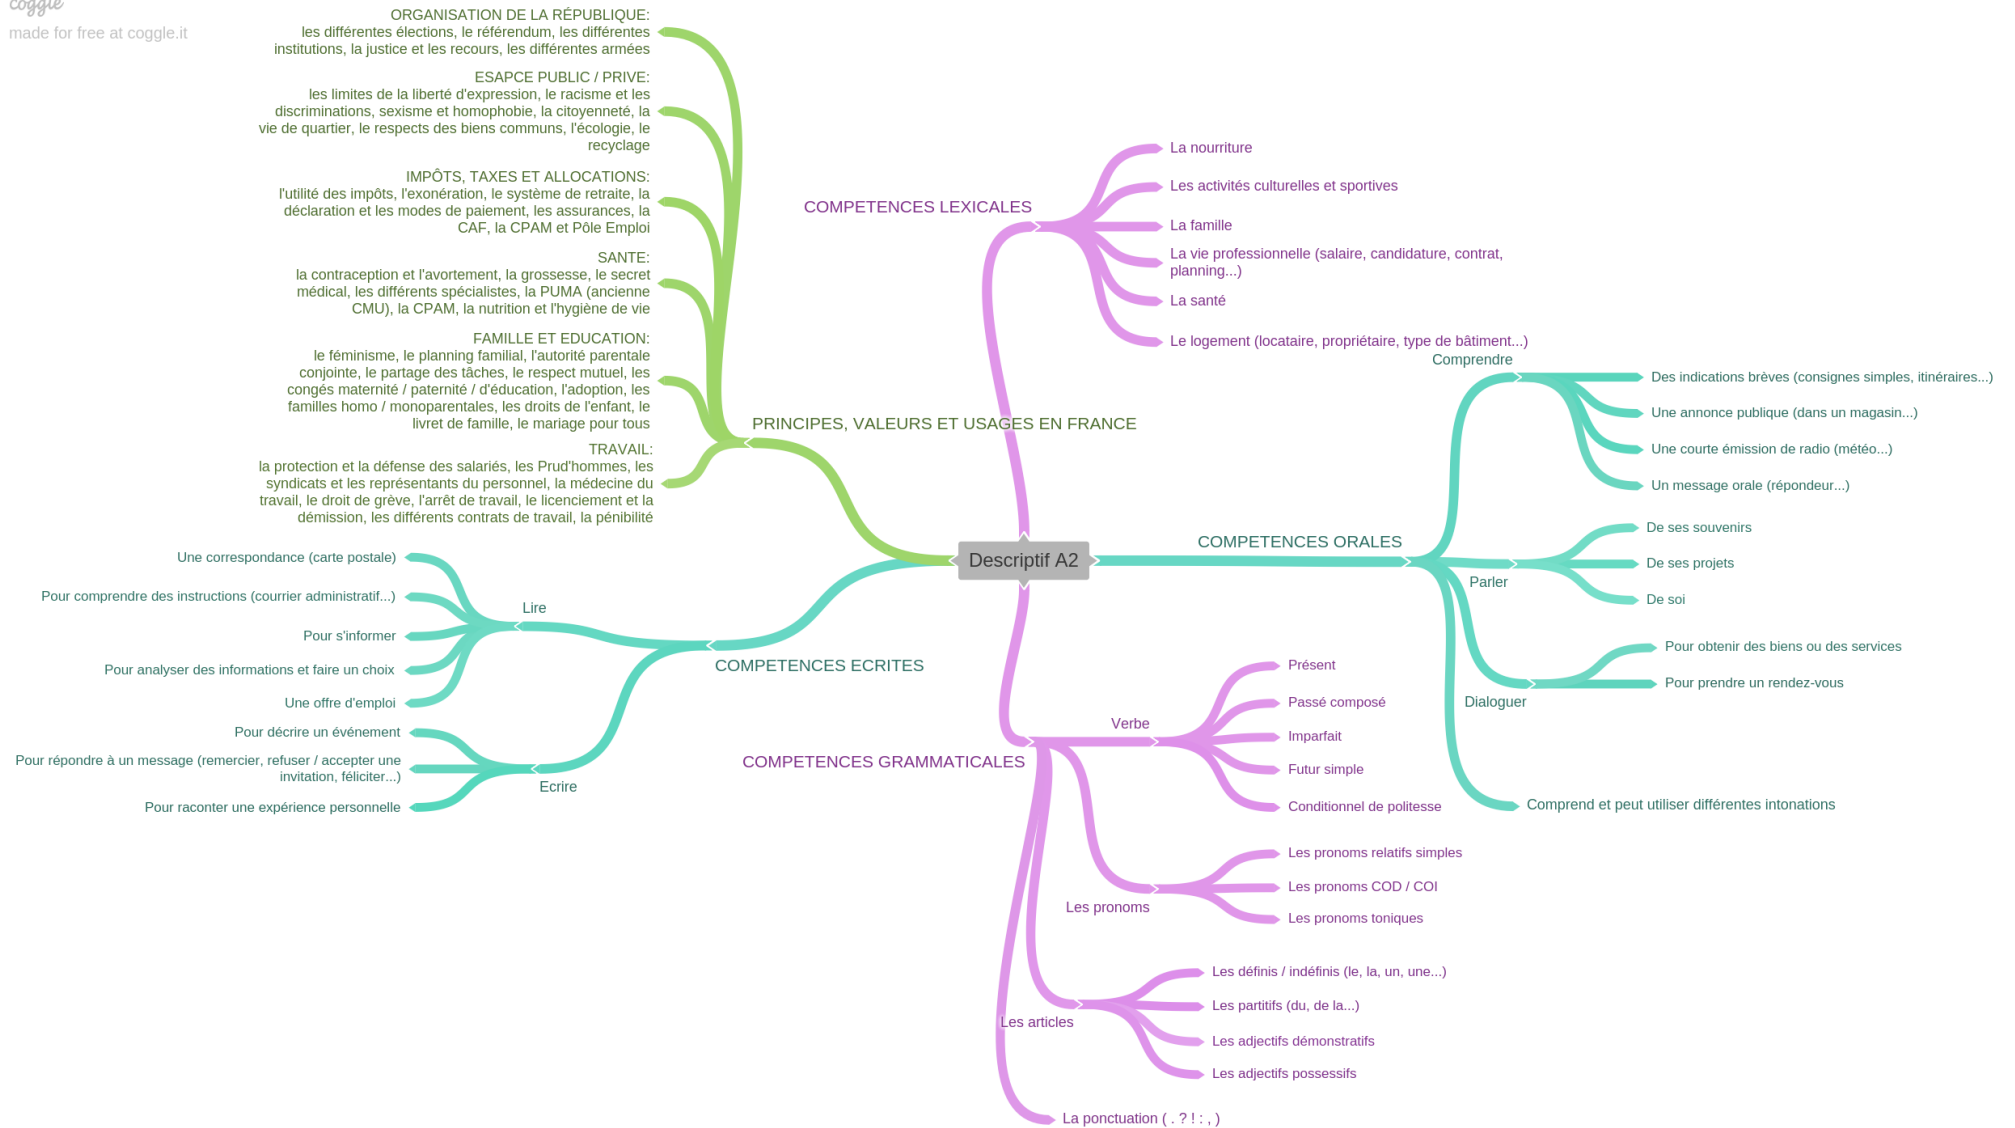 coggle
made for free at coggle.it
ORGANISATION DE LA RÉPUBLIQUE:
les différentes élections, le référendum, les différentes
institutions, la justice et les recours, les différentes armées
ESAPCE PUBLIC / PRIVE:
les limites de la liberté d'expression, le racisme et les
discriminations, sexisme et homophobie, la citoyenneté, la
vie de quartier, le respects des biens communs, l'écologie, le
recyclage
IMPÔTS, TAXES ET ALLOCATIONS:
l'utilité des impôts, l'exonération, le système de retraite, la
déclaration et les modes de paiement, les assurances, la
CAF, la CPAM et Pôle Emploi
SANTE:
la contraception et l'avortement, la grossesse, le secret
médical, les différents spécialistes, la PUMA (ancienne
CMU), la CPAM, la nutrition et l'hygiène de vie
FAMILLE ET EDUCATION:
le féminisme, le planning familial, l'autorité parentale
conjointe, le partage des tâches, le respect mutuel, les
congés maternité / paternité / d'éducation, l'adoption, les
familles homo / monoparentales, les droits de l'enfant, le
livret de famille, le mariage pour tous
TRAVAIL:
la protection et la défense des salariés, les Prud'hommes, les
syndicats et les représentants du personnel, la médecine du
travail, le droit de grève, l'arrêt de travail, le licenciement et la
démission, les différents contrats de travail, la pénibilité
PRINCIPES, VALEURS ET USAGES EN FRANCE
COMPETENCES LEXICALES
La nourriture
Les activités culturelles et sportives
La famille
La vie professionnelle (salaire, candidature, contrat,
planning...)
La santé
Le logement (locataire, propriétaire, type de bâtiment...)
Descriptif A2
COMPETENCES ORALES
Comprendre
Des indications brèves (consignes simples, itinéraires...)
Une annonce publique (dans un magasin...)
Une courte émission de radio (météo...)
Un message orale (répondeur...)
Parler
De ses souvenirs
De ses projets
De soi
Dialoguer
Pour obtenir des biens ou des services
Pour prendre un rendez-vous
Comprend et peut utiliser différentes intonations
COMPETENCES ECRITES
Lire
Une correspondance (carte postale)
Pour comprendre des instructions (courrier administratif...)
Pour s'informer
Pour analyser des informations et faire un choix
Une offre d'emploi
Ecrire
Pour décrire un événement
Pour répondre à un message (remercier, refuser / accepter une
invitation, féliciter...)
Pour raconter une expérience personnelle
COMPETENCES GRAMMATICALES
Verbe
Présent
Passé composé
Imparfait
Futur simple
Conditionnel de politesse
Les pronoms
Les pronoms relatifs simples
Les pronoms COD / COI
Les pronoms toniques
Les articles
Les définis / indéfinis (le, la, un, une...)
Les partitifs (du, de la...)
Les adjectifs démonstratifs
Les adjectifs possessifs
La ponctuation ( . ? ! : , )